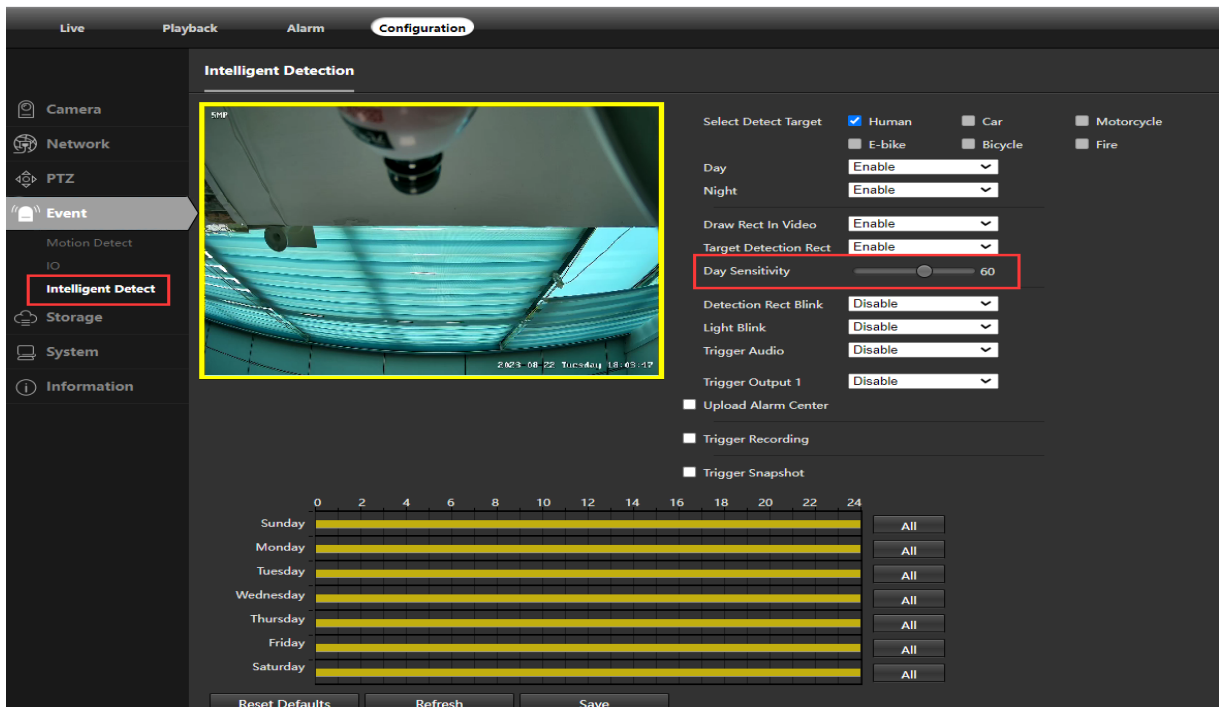 Live Playback Alarm Configuration
Intelligent Detection
Camera
Network
PTZ
Event
Motion Detect
IO
Intelligent Detect
Storage
System
Information
5MP
2023-08-22 Tuesday 18:03:47
Select Detect Target Human Car Motorcycle
E-bike Bicycle Fire
Day Enable
Night Enable
Draw Rect In Video Enable
Target Detection Rect Enable
Day Sensitivity 60
Detection Rect Blink Disable
Light Blink Disable
Trigger Audio Disable
Trigger Output 1 Disable
Upload Alarm Center
Trigger Recording
Trigger Snapshot
0 2 4 6 8 10 12 14 16 18 20 22 24
Sunday All
Monday All
Tuesday All
Wednesday All
Thursday All
Friday All
Saturday All
Reset Defaults Refresh Save